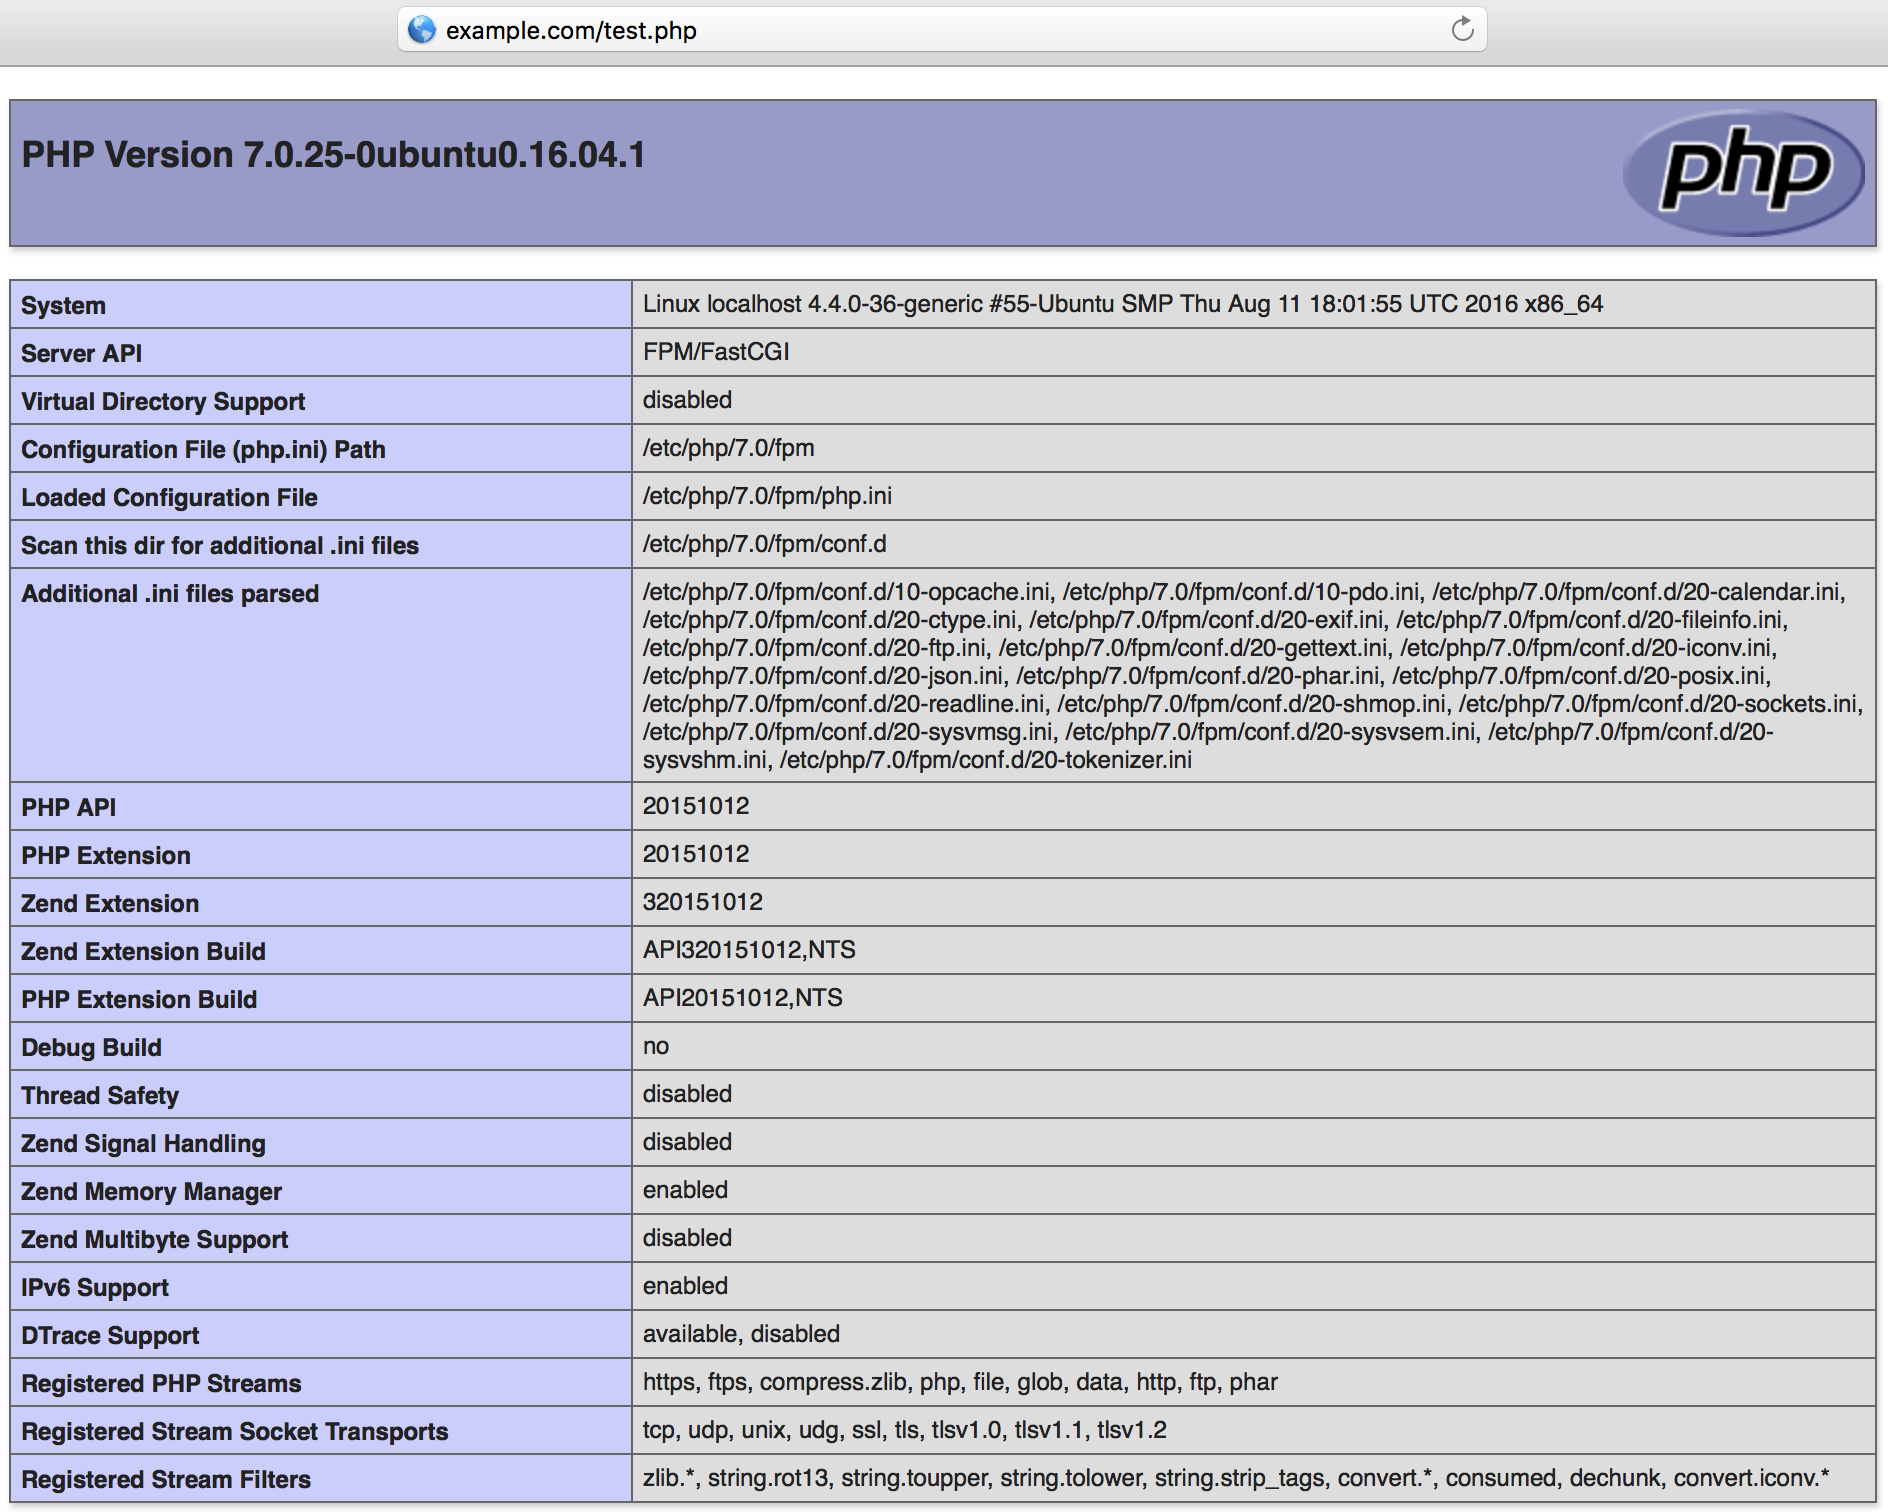 example.com/test.php
PHP Version 7.0.25-0ubuntu0.16.04.1
php
System Linux localhost 4.4.0-36-generic #55-Ubuntu SMP Thu Aug 11 18:01:55 UTC 2016 x86_64
Server API FPM/FastCGI
Virtual Directory Support disabled
Configuration File (php.ini) Path /etc/php/7.0/fpm
Loaded Configuration File /etc/php/7.0/fpm/php.ini
Scan this dir for additional .ini files /etc/php/7.0/fpm/conf.d
Additional .ini files parsed /etc/php/7.0/fpm/conf.d/10-opcache.ini, /etc/php/7.0/fpm/conf.d/10-pdo.ini, /etc/php/7.0/fpm/conf.d/20-calendar.ini,
/etc/php/7.0/fpm/conf.d/20-ctype.ini, /etc/php/7.0/fpm/conf.d/20-exif.ini, /etc/php/7.0/fpm/conf.d/20-fileinfo.ini,
/etc/php/7.0/fpm/conf.d/20-ftp.ini, /etc/php/7.0/fpm/conf.d/20-gettext.ini, /etc/php/7.0/fpm/conf.d/20-iconv.ini,
/etc/php/7.0/fpm/conf.d/20-json.ini, /etc/php/7.0/fpm/conf.d/20-phar.ini, /etc/php/7.0/fpm/conf.d/20-posix.ini,
/etc/php/7.0/fpm/conf.d/20-readline.ini, /etc/php/7.0/fpm/conf.d/20-shmop.ini, /etc/php/7.0/fpm/conf.d/20-sockets.ini,
/etc/php/7.0/fpm/conf.d/20-sysvmsg.ini, /etc/php/7.0/fpm/conf.d/20-sysvsem.ini, /etc/php/7.0/fpm/conf.d/20-
sysvshm.ini, /etc/php/7.0/fpm/conf.d/20-tokenizer.ini
PHP API 20151012
PHP Extension 20151012
Zend Extension 320151012
Zend Extension Build API320151012,NTS
PHP Extension Build API20151012,NTS
Debug Build no
Thread Safety disabled
Zend Signal Handling disabled
Zend Memory Manager enabled
Zend Multibyte Support disabled
IPv6 Support enabled
DTrace Support available, disabled
Registered PHP Streams https, ftps, compress.zlib, php, file, glob, data, http, ftp, phar
Registered Stream Socket Transports tcp, udp, unix, udg, ssl, tls, tlsv1.0, tlsv1.1, tlsv1.2
Registered Stream Filters zlib.*, string.rot13, string.toupper, string.tolower, string.strip_tags, convert.*, consumed, dechunk, convert.iconv.*